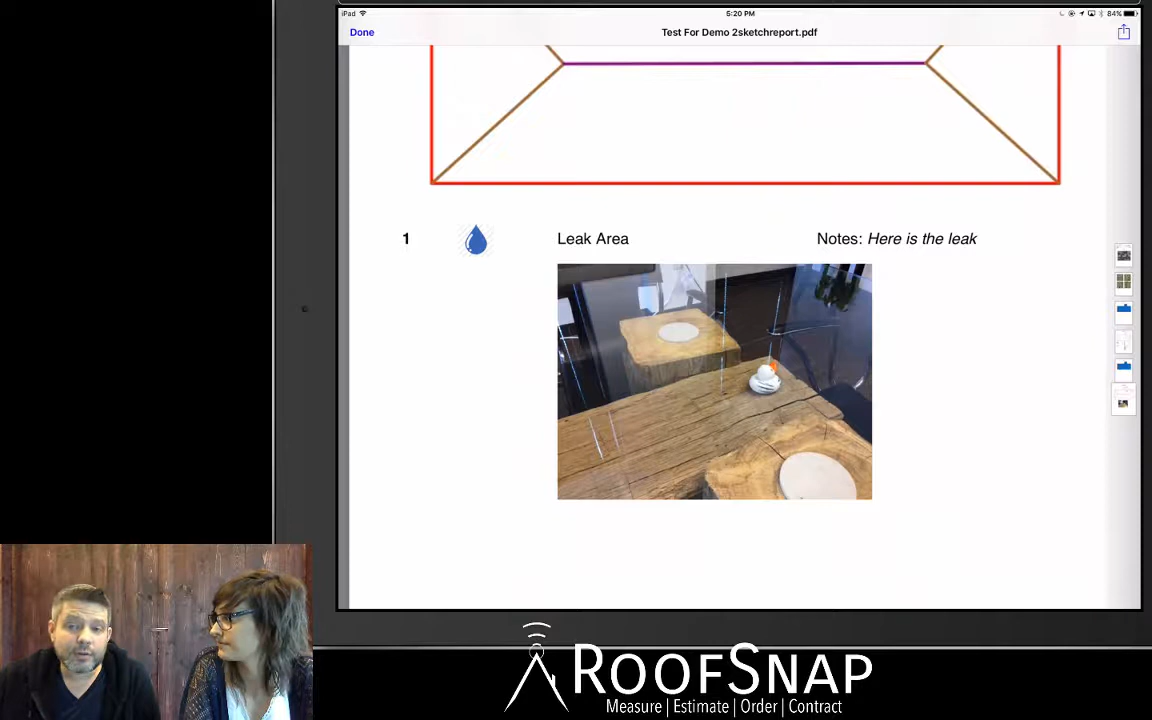 iPad
5:20 PM
84%
Done
Test For Demo 2sketchreport.pdf
1
Leak Area
Notes: Here is the leak
ROOFSNAP
Measure | Estimate | Order | Contract